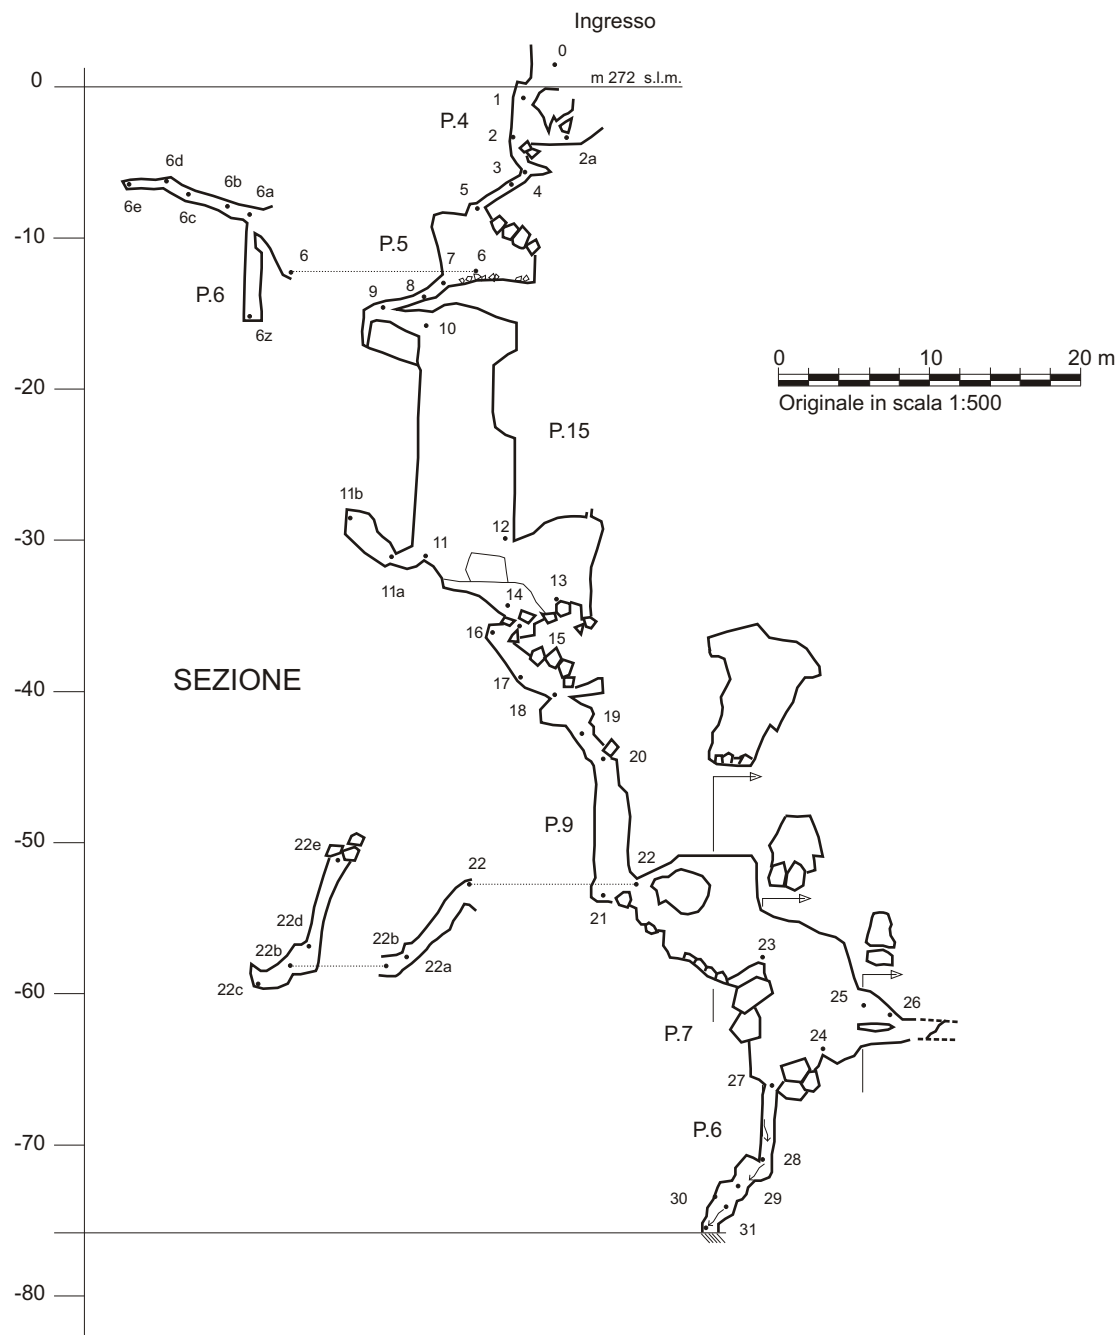 Ingresso
0
0
m 272 s.l.m.
1
P.4
2
2a
3
4
5
6d
6b
6a
6e
6c
-10
P.5
6
7
6
P.6
8
9
6z
10
0 10 20 m
Originale in scala 1:500
-20
P.15
11b
-30
12
11
11a
13
14
16
15
SEZIONE
17
-40
18
19
20
P.9
-50
22e
22
22
21
22d
22b
22b
22a
23
22c
-60
25
26
P.7
24
27
P.6
-70
28
30
29
31
-80